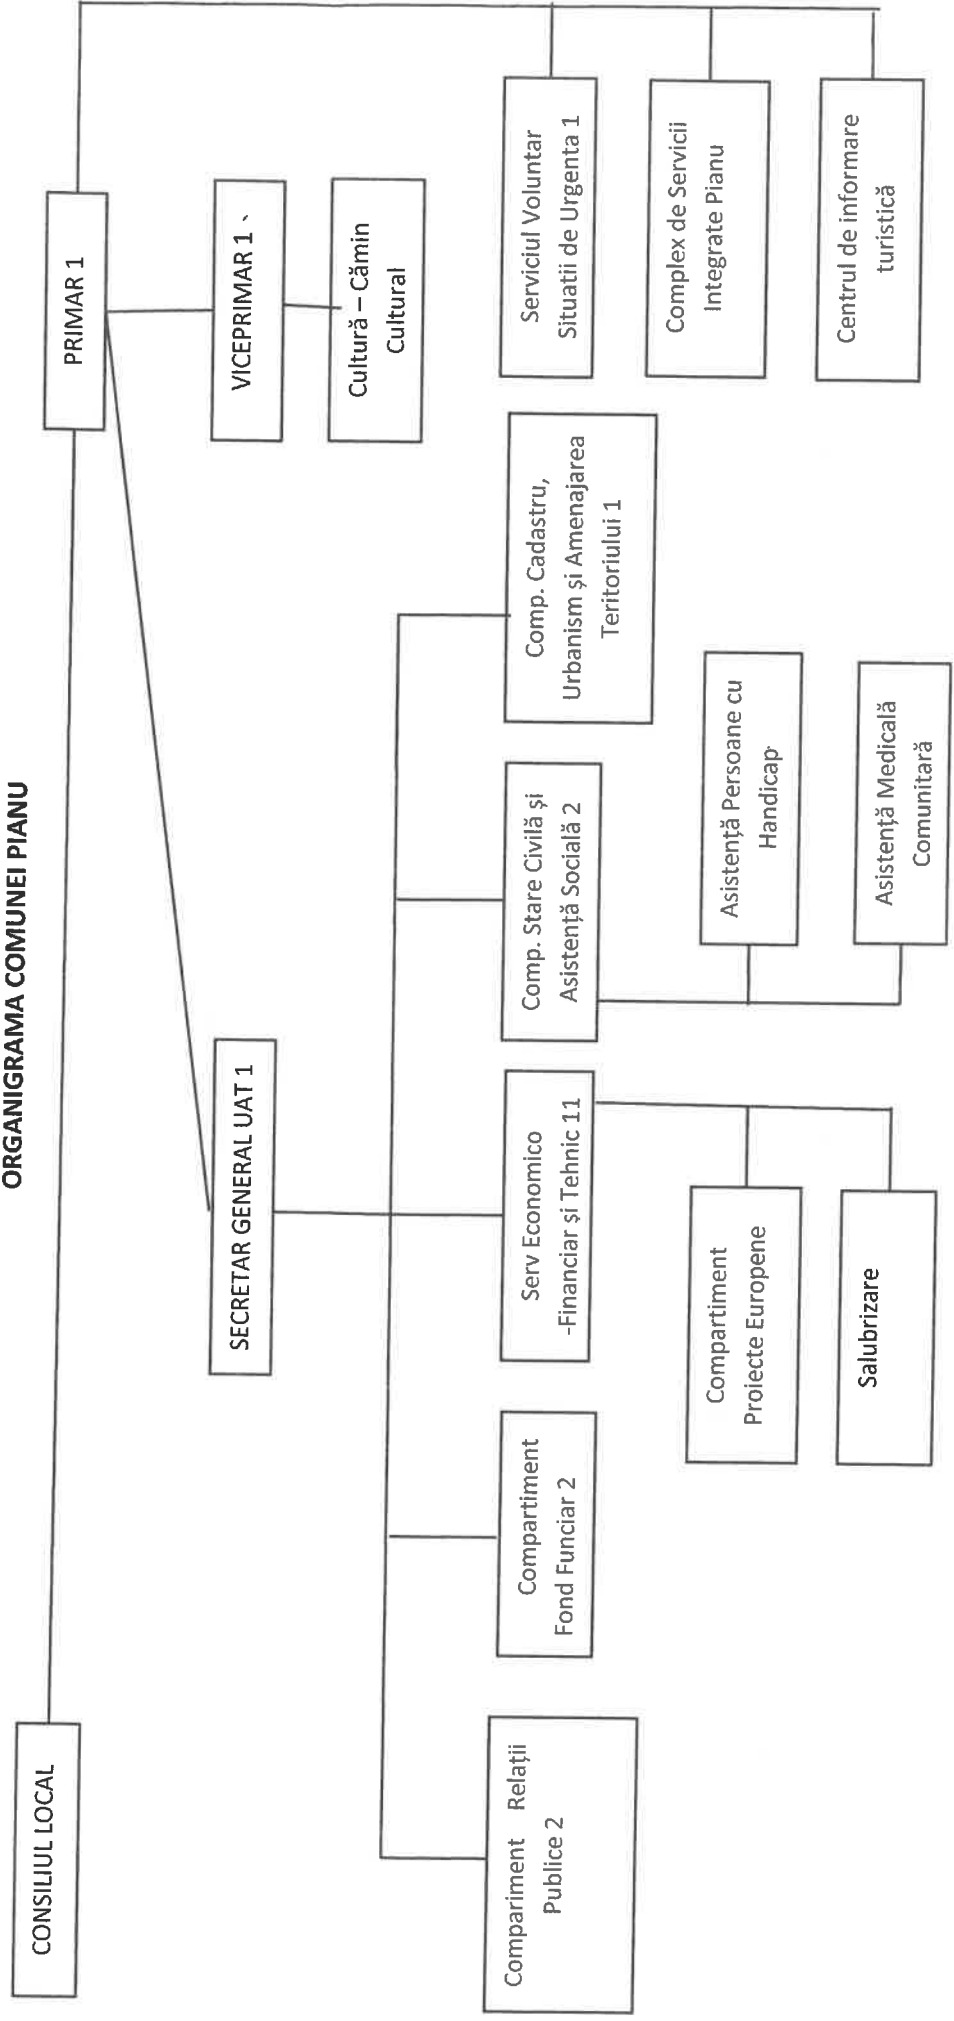 ORGANIGRAMA COMUNEI PIANU
CONSILIUL LOCAL
PRIMAR 1
SECRETAR GENERAL UAT 1
VICEPRIMAR 1
Cultură – Cămin
Cultural
Compariment Relații
Publice 2
Compartiment
Fond Funciar 2
Serv Economico
-Financiar și Tehnic 11
Comp. Stare Civilă și
Asistență Socială 2
Comp. Cadastru,
Urbanism și Amenajarea
Teritoriului 1
Serviciul Voluntar
Situatii de Urgenta 1
Complex de Servicii
Integrate Pianu
Centrul de informare
turistică
Compartiment
Proiecte Europene
Salubrizare
Asistență Persoane cu
Handicap
Asistență Medicală
Comunitară